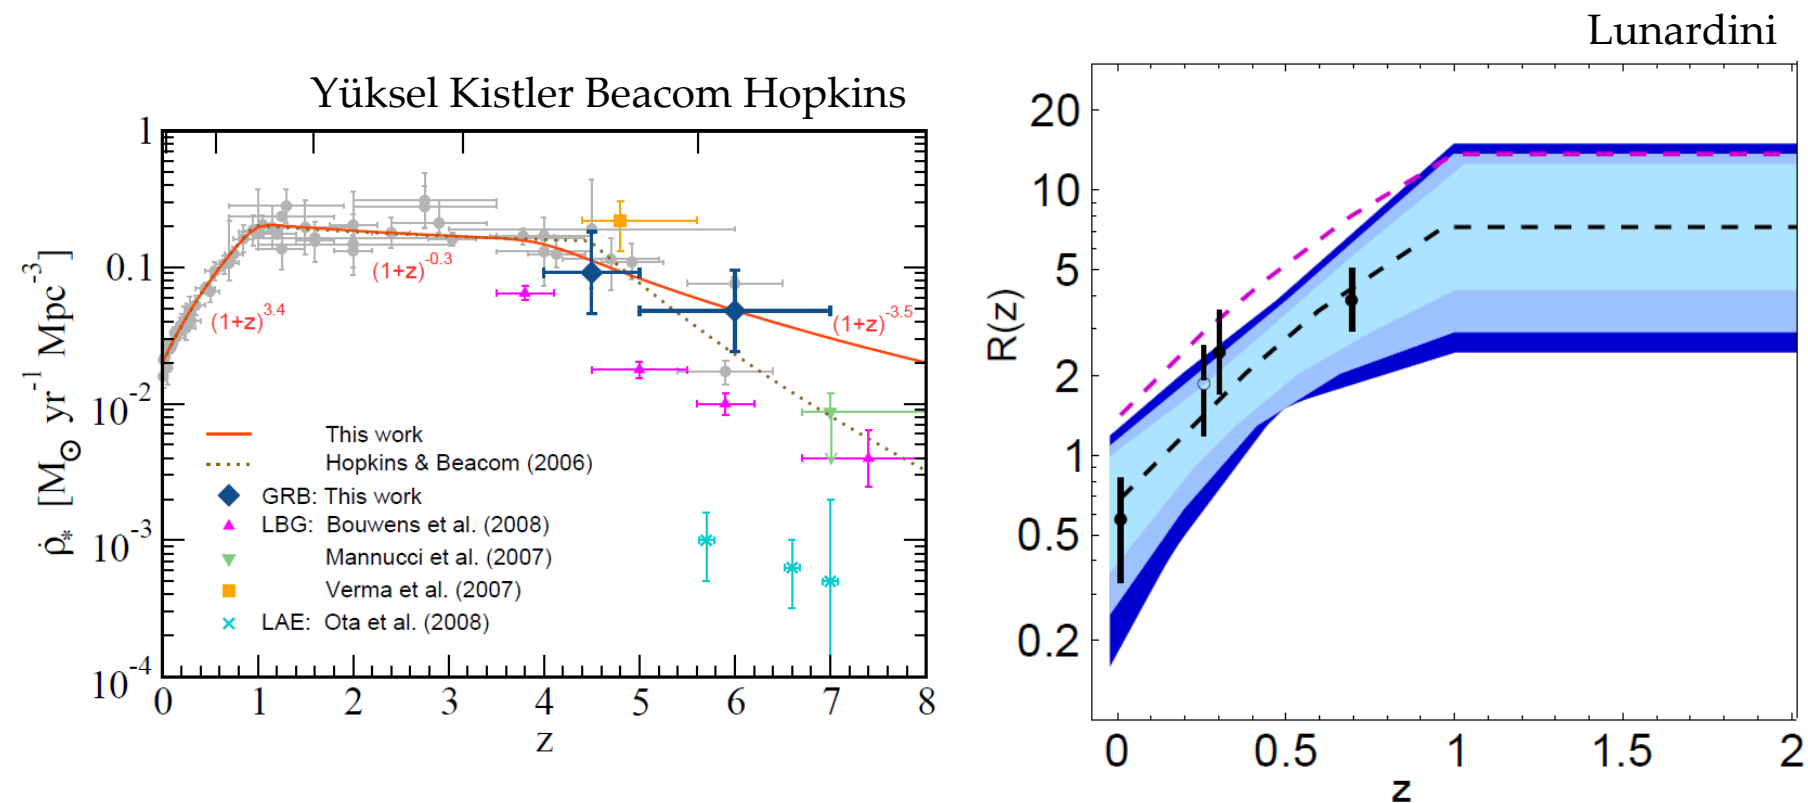 Lunardini
Yüksel Kistler Beacom Hopkins
1
0.1
10^-2
10^-3
10^-4
ρ̇* [M⊙ yr^-1 Mpc^-3]
(1+z)^3.4
(1+z)^-0.3
(1+z)^-3.5
This work
Hopkins & Beacom (2006)
GRB: This work
LBG: Bouwens et al. (2008)
Mannucci et al. (2007)
Verma et al. (2007)
LAE: Ota et al. (2008)
0 1 2 3 4 5 6 7 8
z
20
10
5
2
1
0.5
0.2
R(z)
0 0.5 1 1.5 2
z